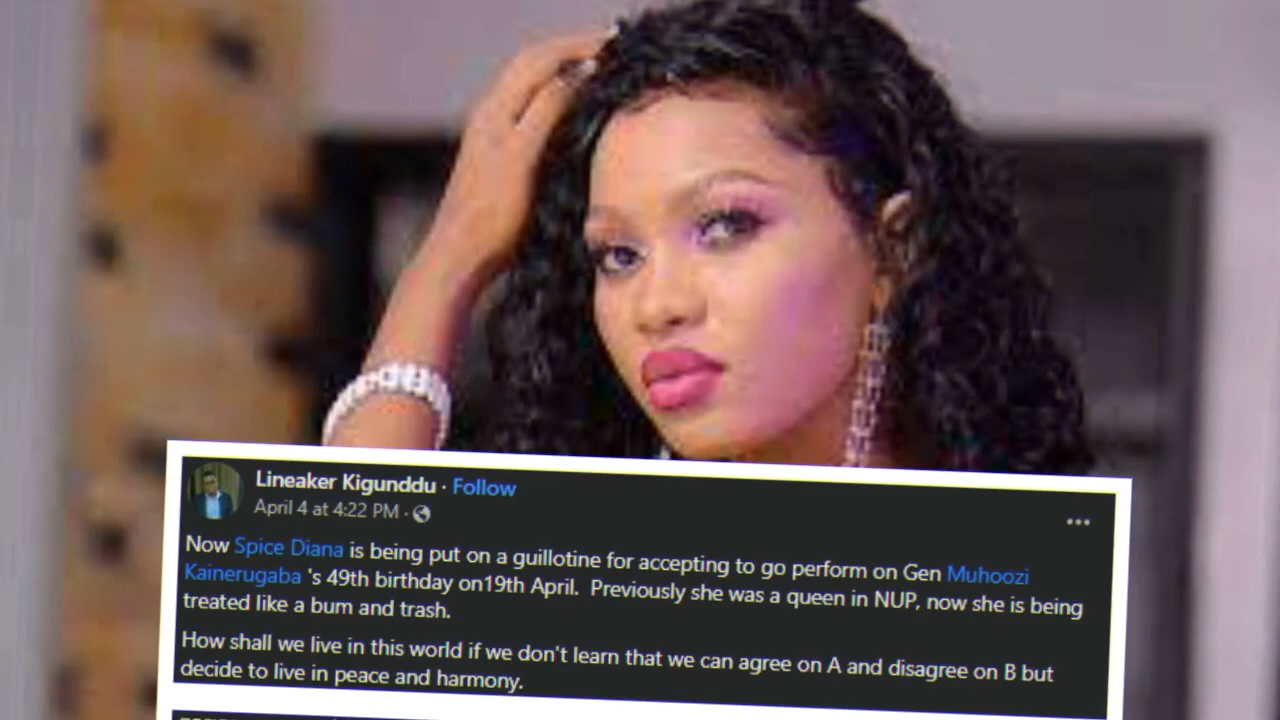 Lineaker Kigunddu · Follow
April 4 at 4:22 PM ·
Now Spice Diana is being put on a guillotine for accepting to go perform on Gen Muhoozi
Kainerugaba 's 49th birthday on19th April.  Previously she was a queen in NUP, now she is being
treated like a bum and trash.
How shall we live in this world if we don't learn that we can agree on A and disagree on B but
decide to live in peace and harmony.